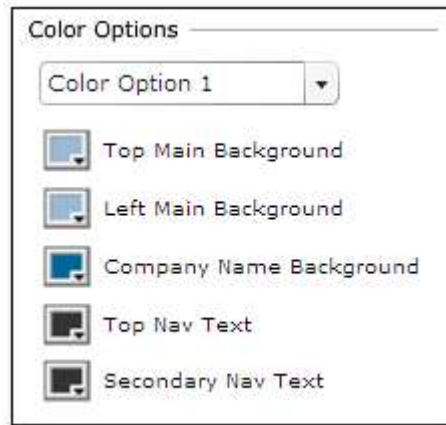 Color Options
Color Option 1
Top Main Background
Left Main Background
Company Name Background
Top Nav Text
Secondary Nav Text